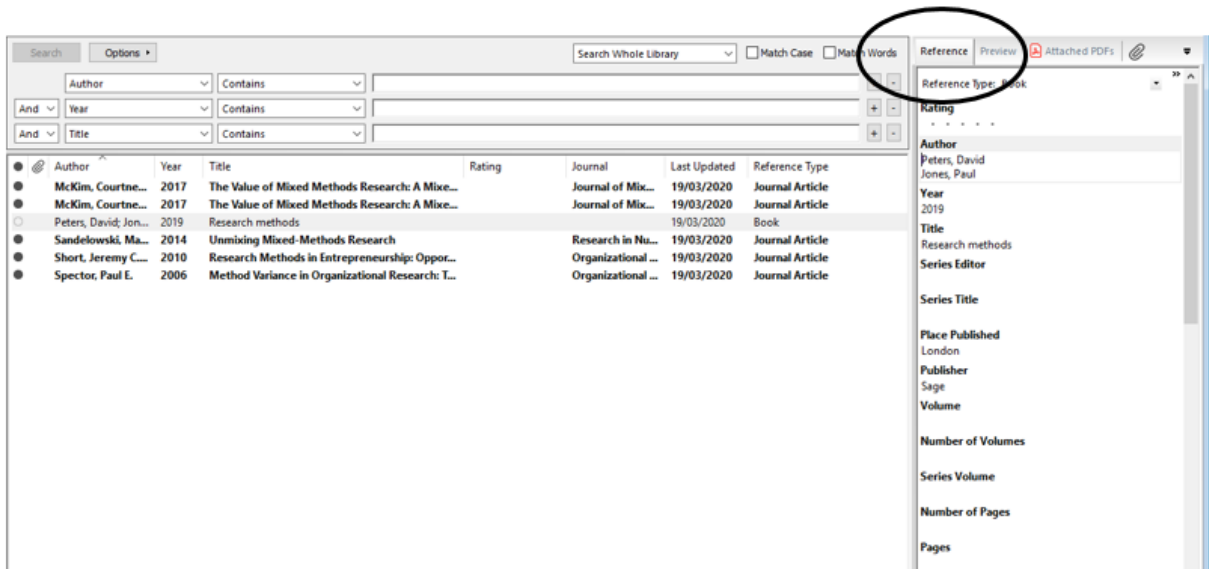 Search Options Search Whole Library Match Case Match Words
Author Contains -
And Year Contains + -
And Title Contains + -
Author Year Title Rating Journal Last Updated Reference Type
McKim, Courtne... 2017 The Value of Mixed Methods Research: A Mixe... Journal of Mix... 19/03/2020 Journal Article
McKim, Courtne... 2017 The Value of Mixed Methods Research: A Mixe... Journal of Mix... 19/03/2020 Journal Article
Peters, David; Jon... 2019 Research methods 19/03/2020 Book
Sandelowski, Ma... 2014 Unmixing Mixed-Methods Research Research in Nu... 19/03/2020 Journal Article
Short, Jeremy C.... 2010 Research Methods in Entrepreneurship: Oppor... Organizational ... 19/03/2020 Journal Article
Spector, Paul E. 2006 Method Variance in Organizational Research: T... Organizational ... 19/03/2020 Journal Article
Reference Preview Attached PDFs
Reference Type: Book »
Rating
Author
Peters, David
Jones, Paul
Year
2019
Title
Research methods
Series Editor
Series Title
Place Published
London
Publisher
Sage
Volume
Number of Volumes
Series Volume
Number of Pages
Pages